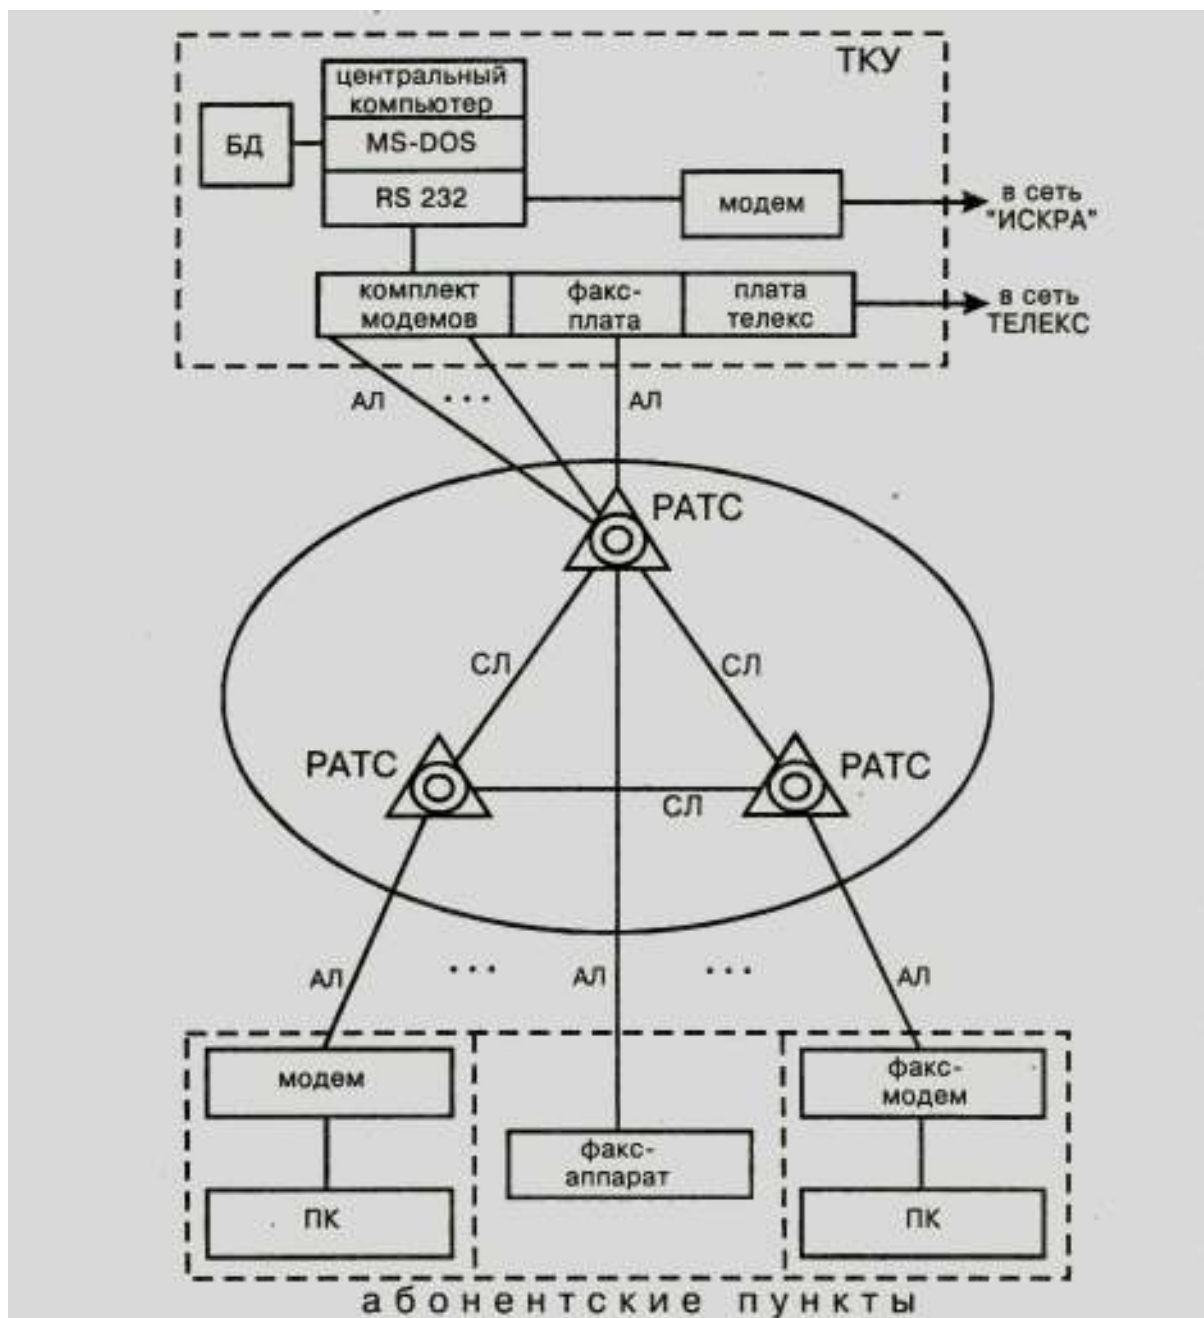 ТКУ
центральный
компьютер
БД
MS-DOS
RS 232
модем
в сеть
"ИСКРА"
комплект
модемов
факс-
плата
плата
телекс
в сеть
ТЕЛЕКС
АЛ
...
АЛ
РАТС
СЛ
СЛ
РАТС
РАТС
СЛ
АЛ
...
АЛ
...
АЛ
модем
факс-
модем
факс-
аппарат
ПК
ПК
абонентские пункты